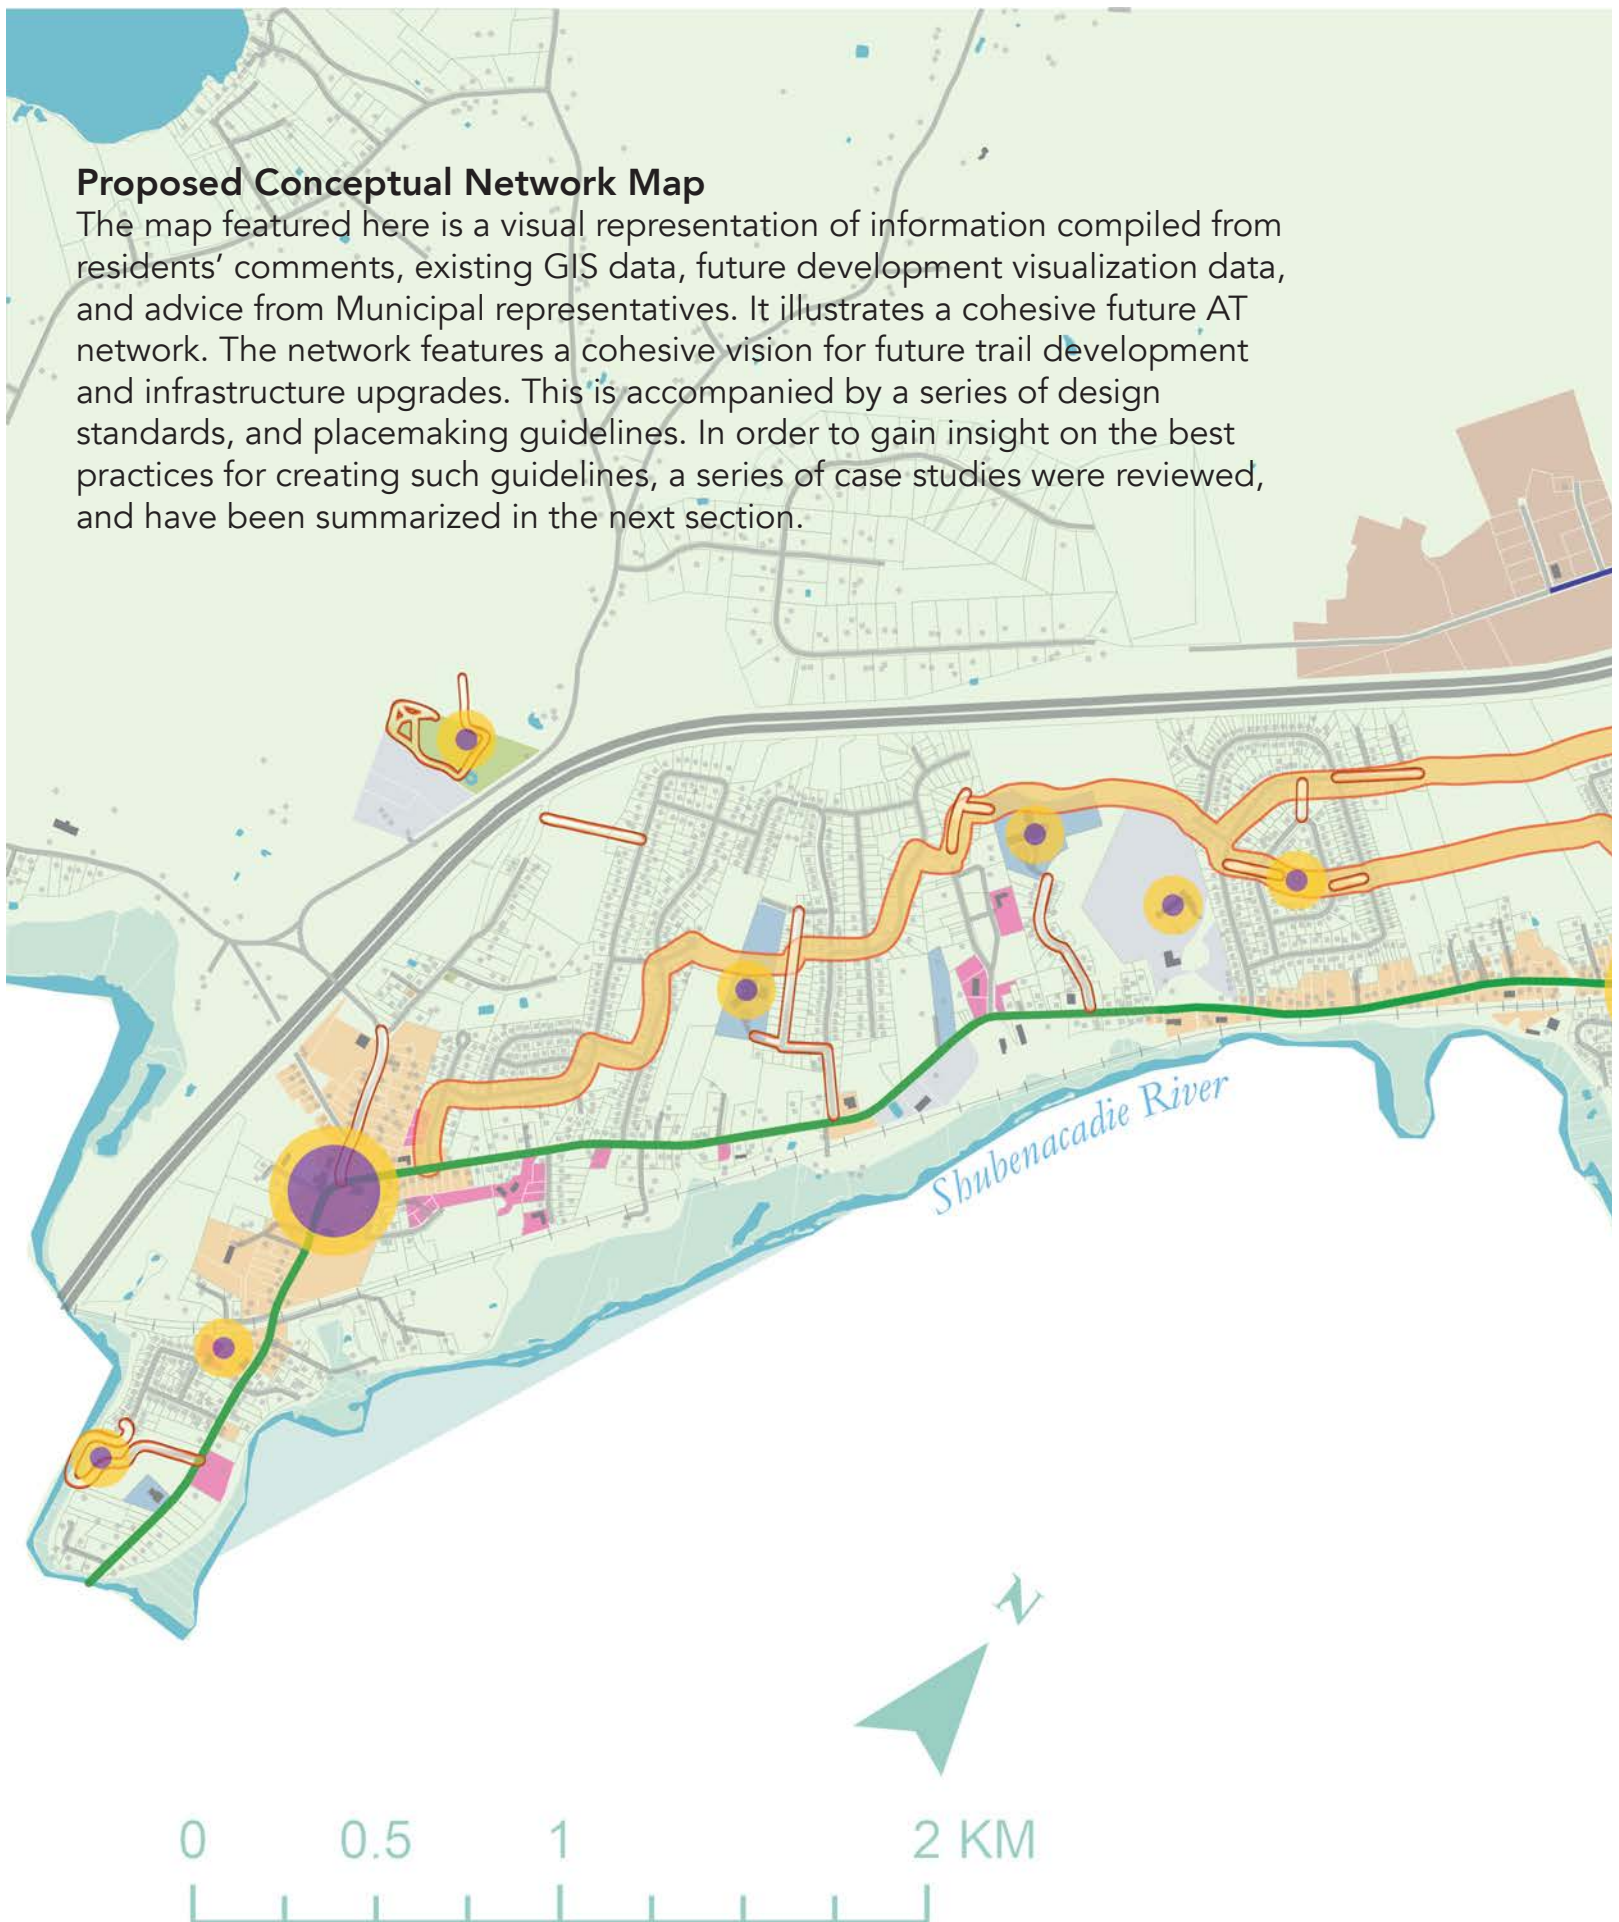 Proposed Conceptual Network Map
The map featured here is a visual representation of information compiled from
residents’ comments, existing GIS data, future development visualization data,
and advice from Municipal representatives. It illustrates a cohesive future AT
network. The network features a cohesive vision for future trail development
and infrastructure upgrades. This is accompanied by a series of design
standards, and placemaking guidelines. In order to gain insight on the best
practices for creating such guidelines, a series of case studies were reviewed,
and have been summarized in the next section.
Shubenacadie River
N
0 0.5 1 2 KM